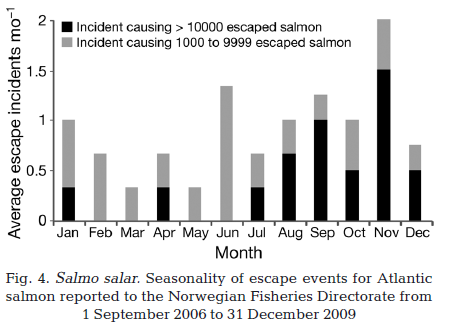 Incident causing > 10000 escaped salmon
Incident causing 1000 to 9999 escaped salmon
Average escape incidents mo⁻¹
2
1.5
1
0.5
0
Jan Feb Mar Apr May Jun Jul Aug Sep Oct Nov Dec
Month
Fig. 4. Salmo salar. Seasonality of escape events for Atlantic
salmon reported to the Norwegian Fisheries Directorate from
1 September 2006 to 31 December 2009